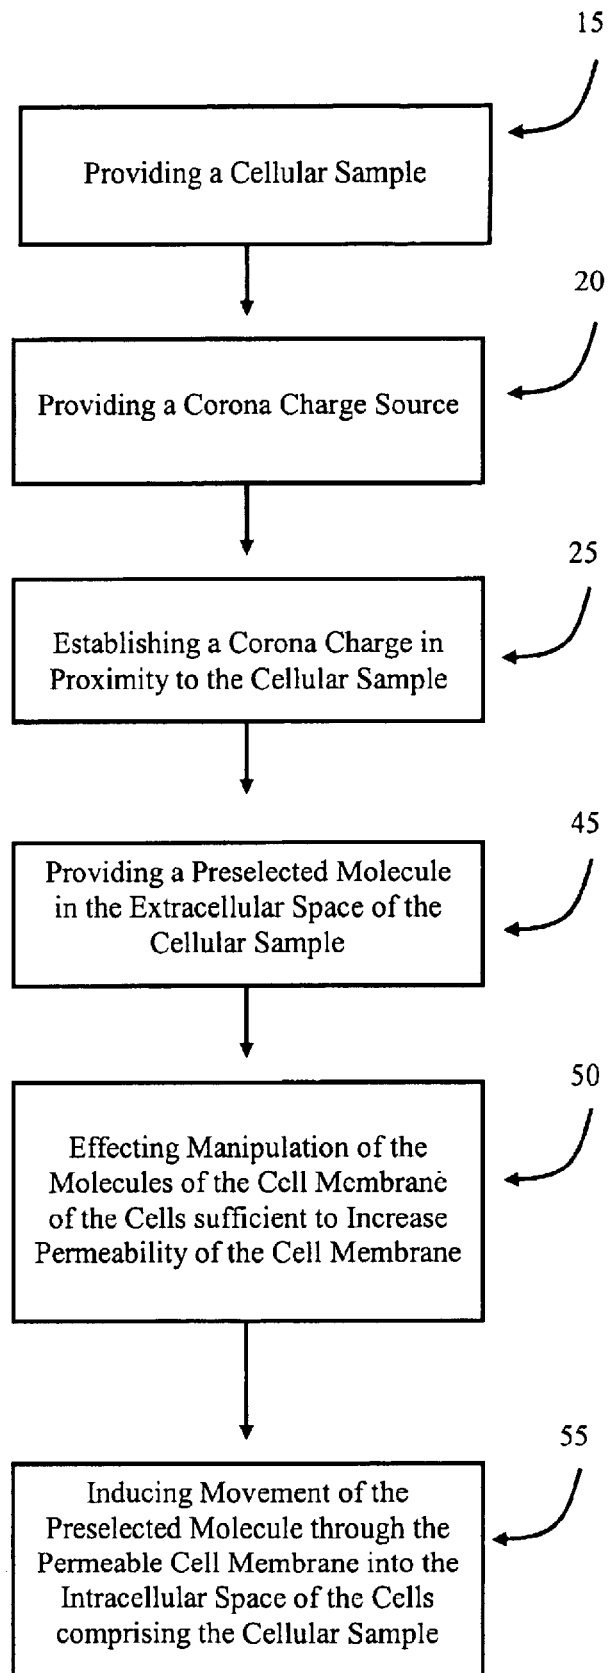 15
Providing a Cellular Sample
20
Providing a Corona Charge Source
25
Establishing a Corona Charge in
Proximity to the Cellular Sample
45
Providing a Preselected Molecule
in the Extracellular Space of the
Cellular Sample
50
Effecting Manipulation of the
Molecules of the Cell Membrane
of the Cells sufficient to Increase
Permeability of the Cell Membrane
55
Inducing Movement of the
Preselected Molecule through the
Permeable Cell Membrane into the
Intracellular Space of the Cells
comprising the Cellular Sample